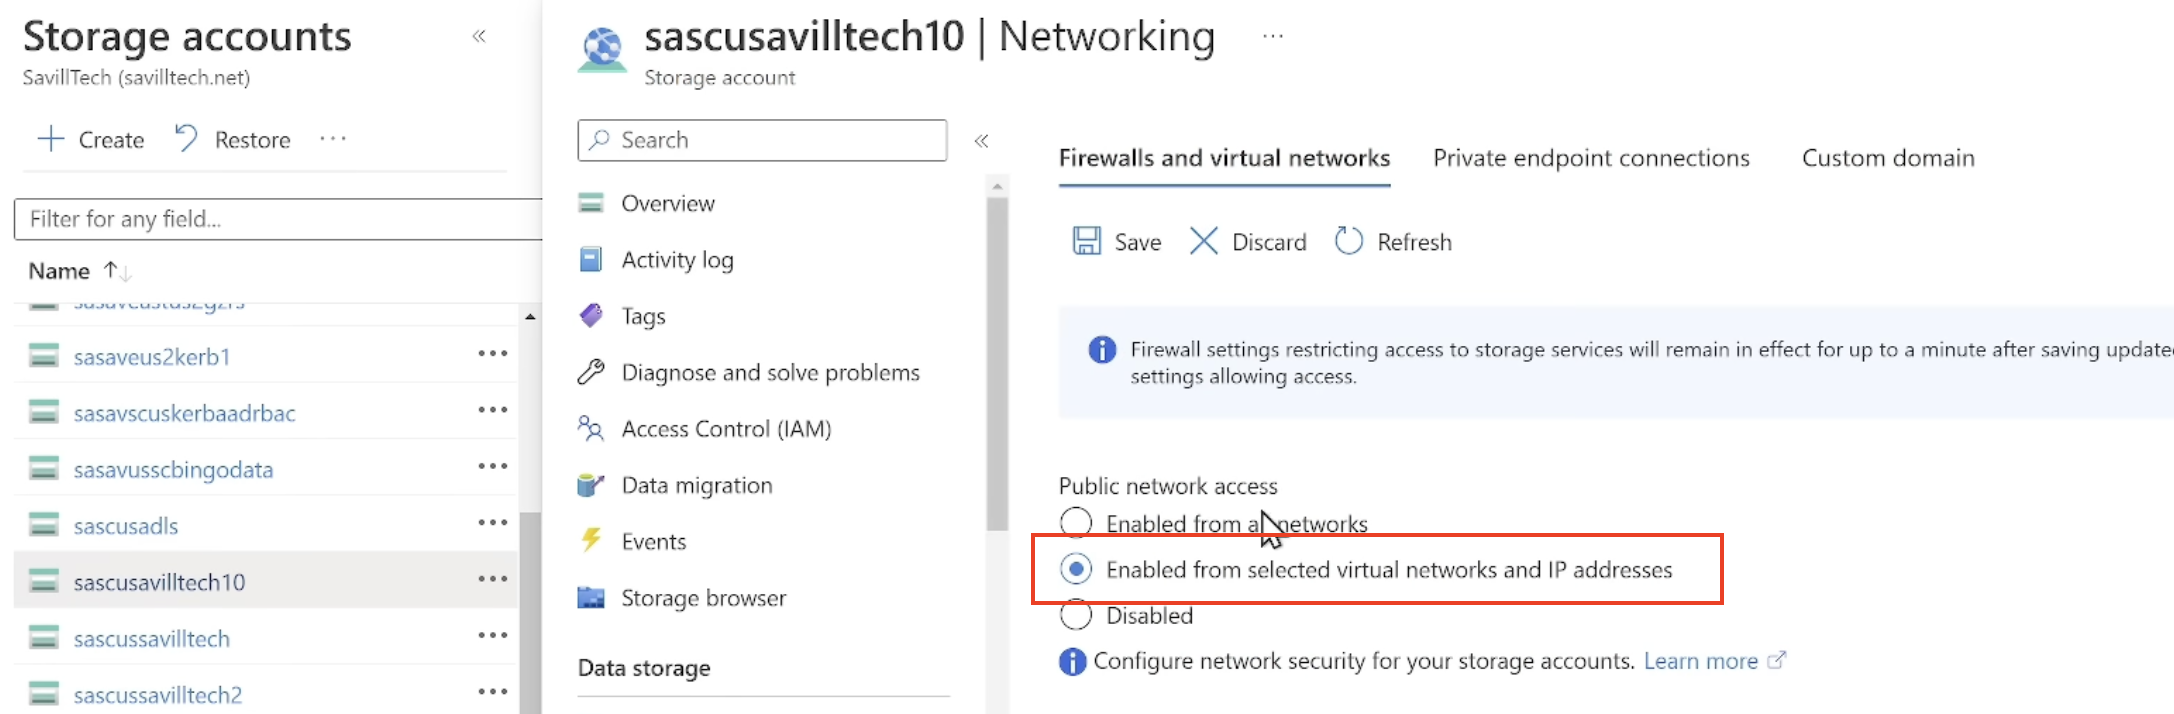 Storage accounts
SavillTech (savilltech.net)
Create Restore
Filter for any field...
Name
sasaveus2kerb1
sasavscuskerbaadrbac
sasavusscbingodata
sascusadls
sascusavilltech10
sascussavilltech
sascussavilltech2
sascusavilltech10 | Networking
Storage account
Search
Overview
Activity log
Tags
Diagnose and solve problems
Access Control (IAM)
Data migration
Events
Storage browser
Data storage
Firewalls and virtual networks Private endpoint connections Custom domain
Save Discard Refresh
Firewall settings restricting access to storage services will remain in effect for up to a minute after saving update
settings allowing access.
Public network access
Enabled from networks
Enabled from selected virtual networks and IP addresses
Disabled
Configure network security for your storage accounts. Learn more